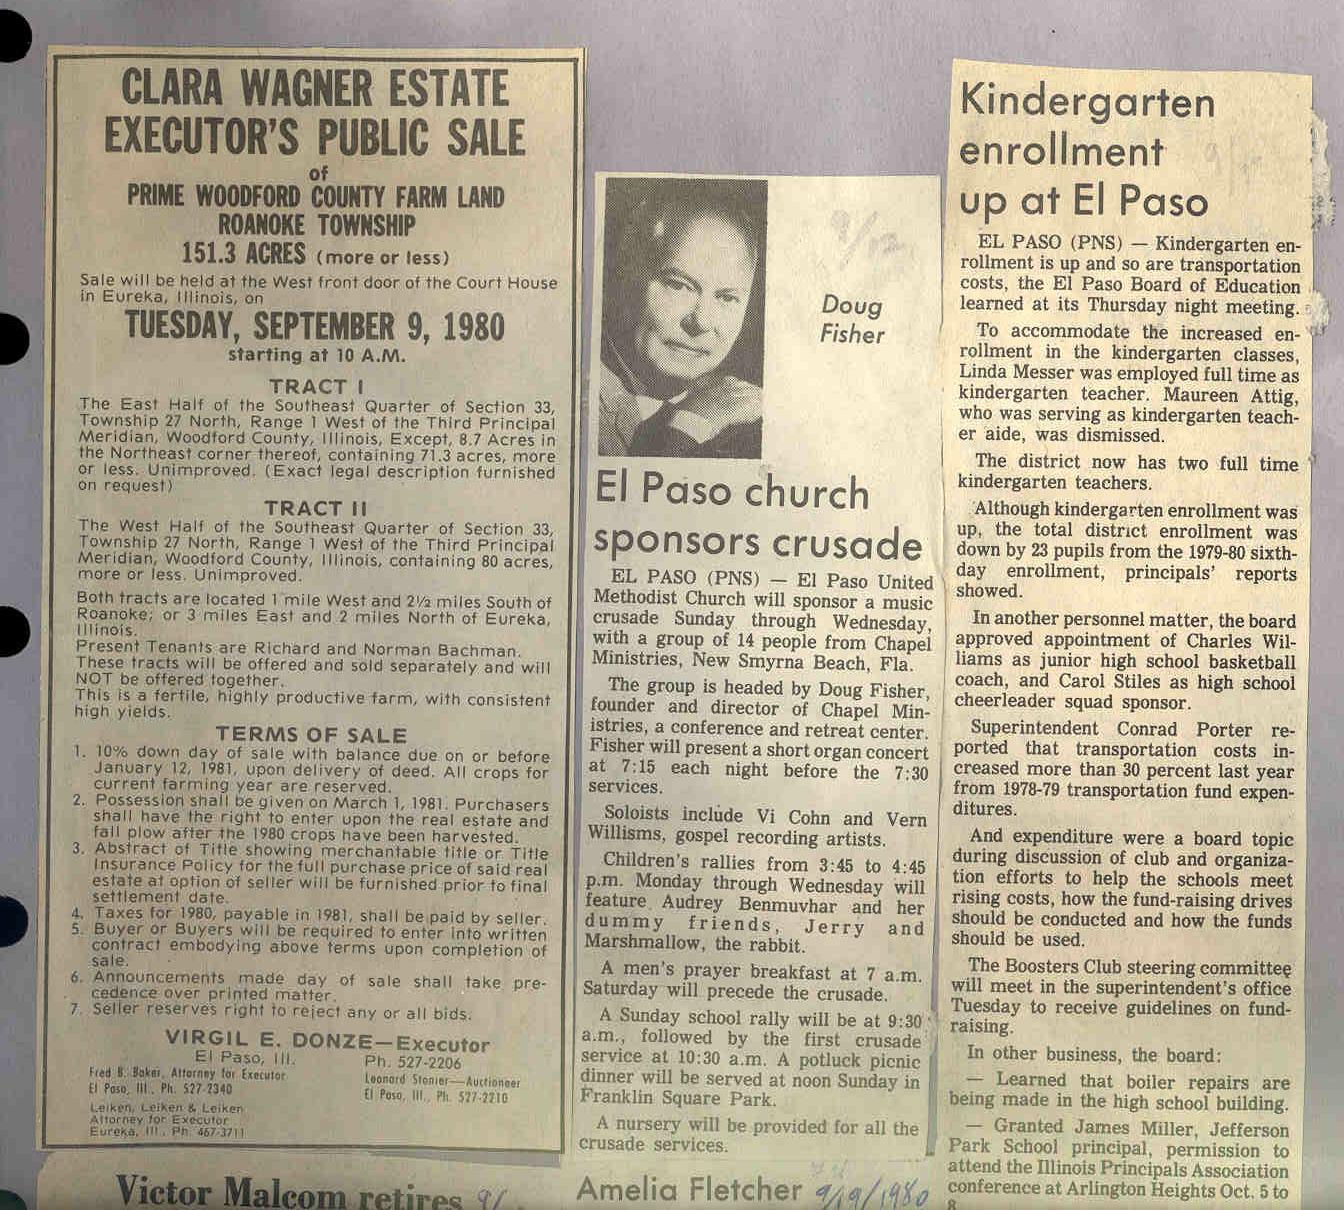 CLARA WAGNER ESTATE
EXECUTOR'S PUBLIC SALE
of
PRIME WOODFORD COUNTY FARM LAND
ROANOKE TOWNSHIP
151.3 ACRES (more or less)
Sale will be held at the West front door of the Court House
in Eureka, Illinois, on
TUESDAY, SEPTEMBER 9, 1980
starting at 10 A.M.
TRACT I
The East Half of the Southeast Quarter of Section 33,
Township 27 North, Range 1 West of the Third Principal
Meridian, Woodford County, Illinois, Except, 8.7 Acres in
the Northeast corner thereof, containing 71.3 acres, more
or less. Unimproved. (Exact legal description furnished
on request)
TRACT II
The West Half of the Southeast Quarter of Section 33,
Township 27 North, Range 1 West of the Third Principal
Meridian, Woodford County, Illinois, containing 80 acres,
more or less. Unimproved.
Both tracts are located 1 mile West and 2½ miles South of
Roanoke; or 3 miles East and 2 miles North of Eureka,
Illinois.
Present Tenants are Richard and Norman Bachman.
These tracts will be offered and sold separately and will
NOT be offered together.
This is a fertile, highly productive farm, with consistent
high yields.
TERMS OF SALE
1. 10% down day of sale with balance due on or before
January 12, 1981, upon delivery of deed. All crops for
current farming year are reserved.
2. Possession shall be given on March 1, 1981. Purchasers
shall have the right to enter upon the real estate and
fall plow after the 1980 crops have been harvested.
3. Abstract of Title showing merchantable title or Title
Insurance Policy for the full purchase price of said real
estate at option of seller will be furnished prior to final
settlement date.
4. Taxes for 1980, payable in 1981, shall be paid by seller.
5. Buyer or Buyers will be required to enter into written
contract embodying above terms upon completion of
sale.
6. Announcements made day of sale shall take pre-
cedence over printed matter.
7. Seller reserves right to reject any or all bids.
VIRGIL E. DONZE—Executor
El Paso, Ill. Ph. 527-2206
Fred B. Baker, Attorney for Executor
El Paso, Ill., Ph. 527-2340
Leonard Stonier—Auctioneer
El Paso, Ill., Ph. 527-2210
Leiken, Leiken & Leiken
Attorney for Executor
Eureka, Ill., Ph. 467-3711
Victor Malcom retires 9/
Doug
Fisher
El Paso church
sponsors crusade
EL PASO (PNS) — El Paso United
Methodist Church will sponsor a music
crusade Sunday through Wednesday,
with a group of 14 people from Chapel
Ministries, New Smyrna Beach, Fla.
The group is headed by Doug Fisher,
founder and director of Chapel Min-
istries, a conference and retreat center.
Fisher will present a short organ concert
at 7:15 each night before the 7:30
services.
Soloists include Vi Cohn and Vern
Willisms, gospel recording artists.
Children's rallies from 3:45 to 4:45
p.m. Monday through Wednesday will
feature Audrey Benmuvhar and her
dummy friends, Jerry and
Marshmallow, the rabbit.
A men's prayer breakfast at 7 a.m.
Saturday will precede the crusade.
A Sunday school rally will be at 9:30
a.m., followed by the first crusade
service at 10:30 a.m. A potluck picnic
dinner will be served at noon Sunday in
Franklin Square Park.
A nursery will be provided for all the
crusade services.
Amelia Fletcher 9/19/1980
Kindergarten
enrollment
up at El Paso
EL PASO (PNS) — Kindergarten en-
rollment is up and so are transportation
costs, the El Paso Board of Education
learned at its Thursday night meeting.
To accommodate the increased en-
rollment in the kindergarten classes,
Linda Messer was employed full time as
kindergarten teacher. Maureen Attig,
who was serving as kindergarten teach-
er aide, was dismissed.
The district now has two full time
kindergarten teachers.
Although kindergarten enrollment was
up, the total district enrollment was
down by 23 pupils from the 1979-80 sixth-
day enrollment, principals' reports
showed.
In another personnel matter, the board
approved appointment of Charles Wil-
liams as junior high school basketball
coach, and Carol Stiles as high school
cheerleader squad sponsor.
Superintendent Conrad Porter re-
ported that transportation costs in-
creased more than 30 percent last year
from 1978-79 transportation fund expen-
ditures.
And expenditure were a board topic
during discussion of club and organiza-
tion efforts to help the schools meet
rising costs, how the fund-raising drives
should be conducted and how the funds
should be used.
The Boosters Club steering committee
will meet in the superintendent's office
Tuesday to receive guidelines on fund-
raising.
In other business, the board:
— Learned that boiler repairs are
being made in the high school building.
— Granted James Miller, Jefferson
Park School principal, permission to
attend the Illinois Principals Association
conference at Arlington Heights Oct. 5 to
8